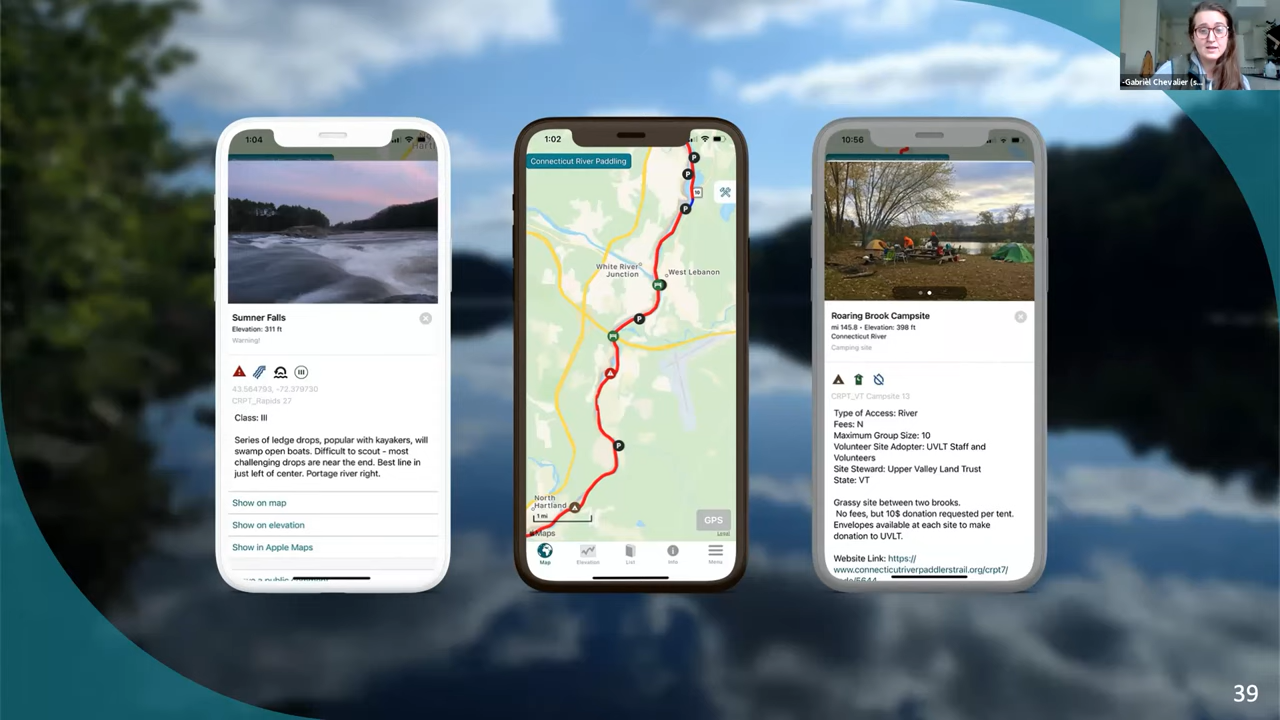 -Gabrièl Chevalier (s...
1:04
Sumner Falls
Elevation: 311 ft
Warning!
III
43.564793, -72.379730
CRPT_Rapids 27
Class: III
Series of ledge drops, popular with kayakers, will
swamp open boats. Difficult to scout - most
challenging drops are near the end. Best line in
just left of center. Portage river right.
Show on map
Show on elevation
Show in Apple Maps
1:02
Connecticut River Paddling
P
P
10
P
White River
Junction
West Lebanon
P
P
North
Hartland
1 mi
Maps
GPS
Legal
Map
Elevation
List
Info
Menu
10:56
Roaring Brook Campsite
mi 145.8 - Elevation: 398 ft
Connecticut River
Camping site
CRPT_VT Campsite 13
Type of Access: River
Fees: N
Maximum Group Size: 10
Volunteer Site Adopter: UVLT Staff and
Volunteers
Site Steward: Upper Valley Land Trust
State: VT
Grassy site between two brooks.
No fees, but 10$ donation requested per tent.
Envelopes available at each site to make
donation to UVLT.
Website Link: https://
www.connecticutriverpaddlerstrail.org/crpt7/
39